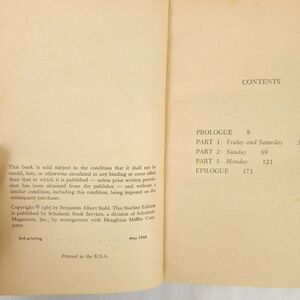 This book is sold subject to the condition that it shall not be
resold, lent, or otherwise circulated in any binding or cover other
than that in which it is published — unless prior written permis-
sion has been obtained from the publisher — and without a
similar condition, including this condition, being imposed on the
subsequent purchaser.
Copyright © 1965 by Benjamin Albert Stahl. This Starline Edition
is published by Scholastic Book Services, a division of Scholastic
Magazines, Inc., by arrangement with Houghton Mifflin Com-
pany.
2nd printing May 1968
Printed in the U.S.A.
CONTENTS
PROLOGUE 9
PART 1: Friday and Saturday
PART 2: Sunday 69
PART 3: Monday 121
EPILOGUE 171